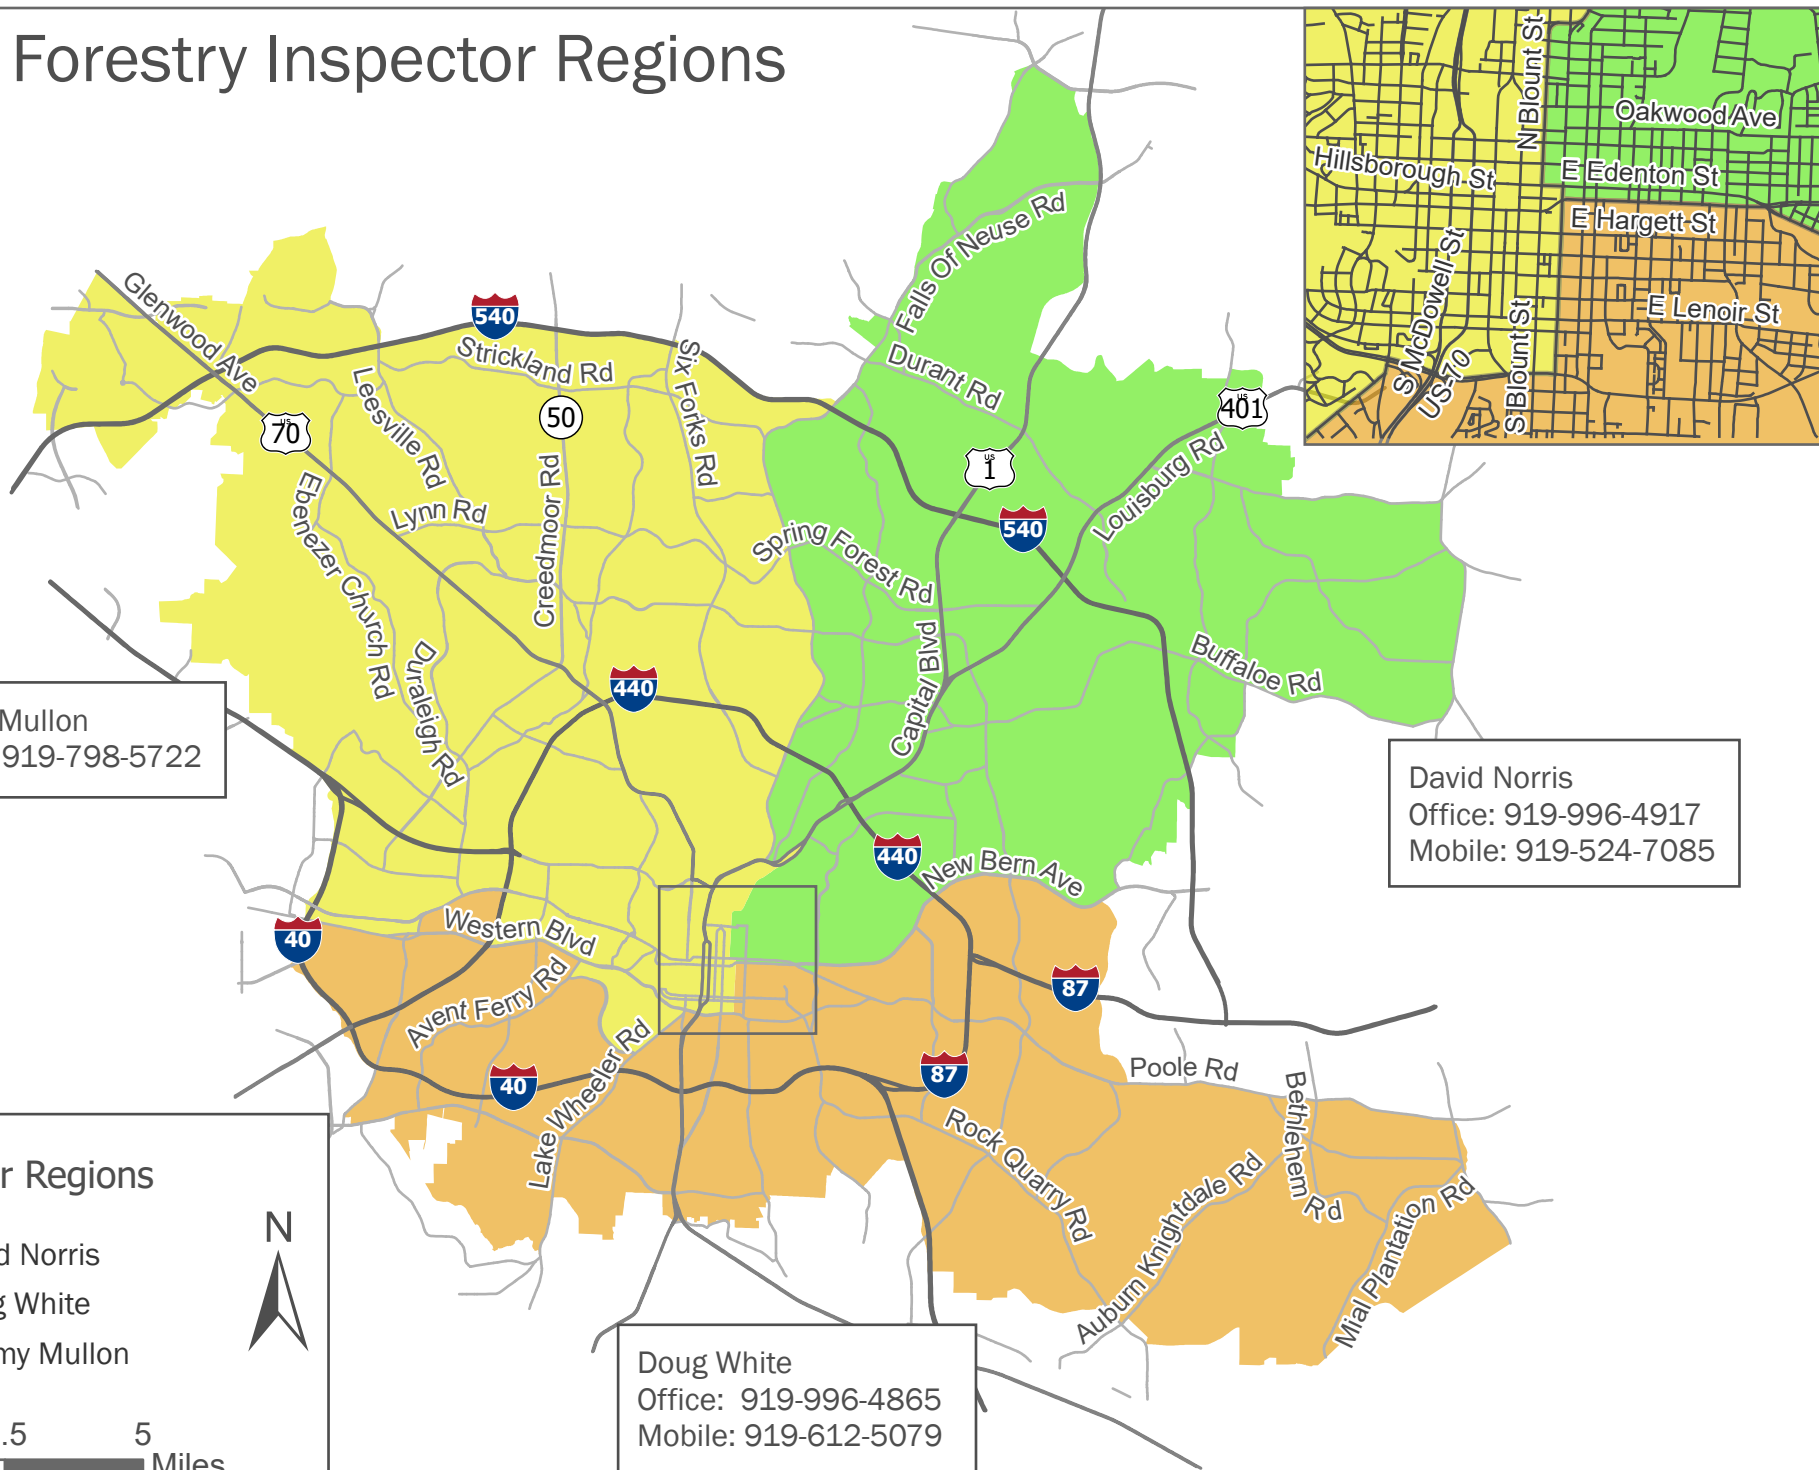 Forestry Inspector Regions
N Blount St
Oakwood Ave
Hillsborough St
E Edenton St
E Hargett St
S McDowell St
E Lenoir St
US-70
S Blount St
Falls Of Neuse Rd
Glenwood Ave
540
Strickland Rd
Six Forks Rd
Durant Rd
Leesville Rd
50
US
401
US
70
Louisburg Rd
US
1
Ebenezer Church Rd
Lynn Rd
Creedmoor Rd
Spring Forest Rd
540
Duraleigh Rd
Capital Blvd
Buffaloe Rd
440
Mullon
919-798-5722
David Norris
Office: 919-996-4917
Mobile: 919-524-7085
440
New Bern Ave
40
Western Blvd
Avent Ferry Rd
87
Lake Wheeler Rd
40
87
Poole Rd
Bethlehem Rd
Rock Quarry Rd
Auburn Knightdale Rd
Mial Plantation Rd
r Regions
N
d Norris
g White
my Mullon
.5 5
Miles
Doug White
Office: 919-996-4865
Mobile: 919-612-5079